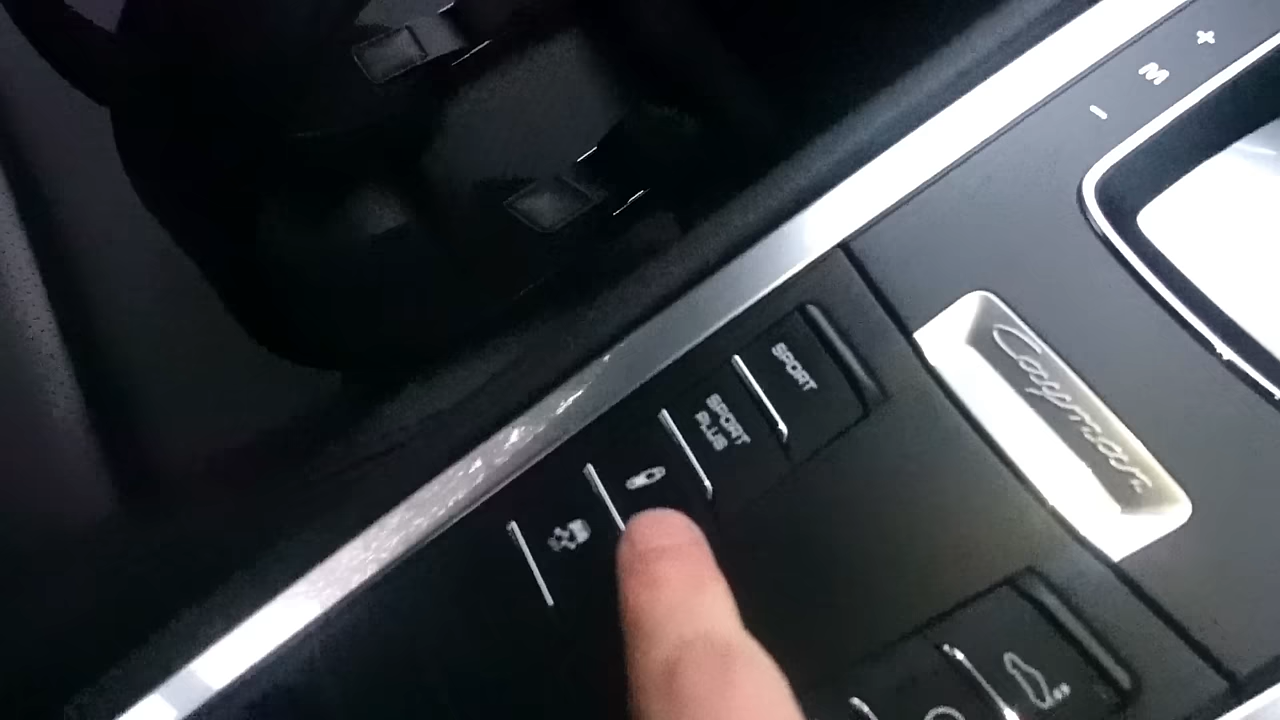 +
M
-
SPORT
SPORT
PLUS
Cayman